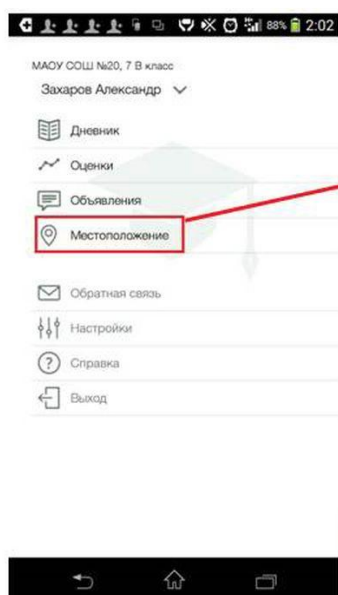 88% 2:02
МАОУ СОШ №20, 7 В класс
Захаров Александр
Дневник
Оценки
Объявления
Местоположение
Обратная связь
Настройки
Справка
Выход